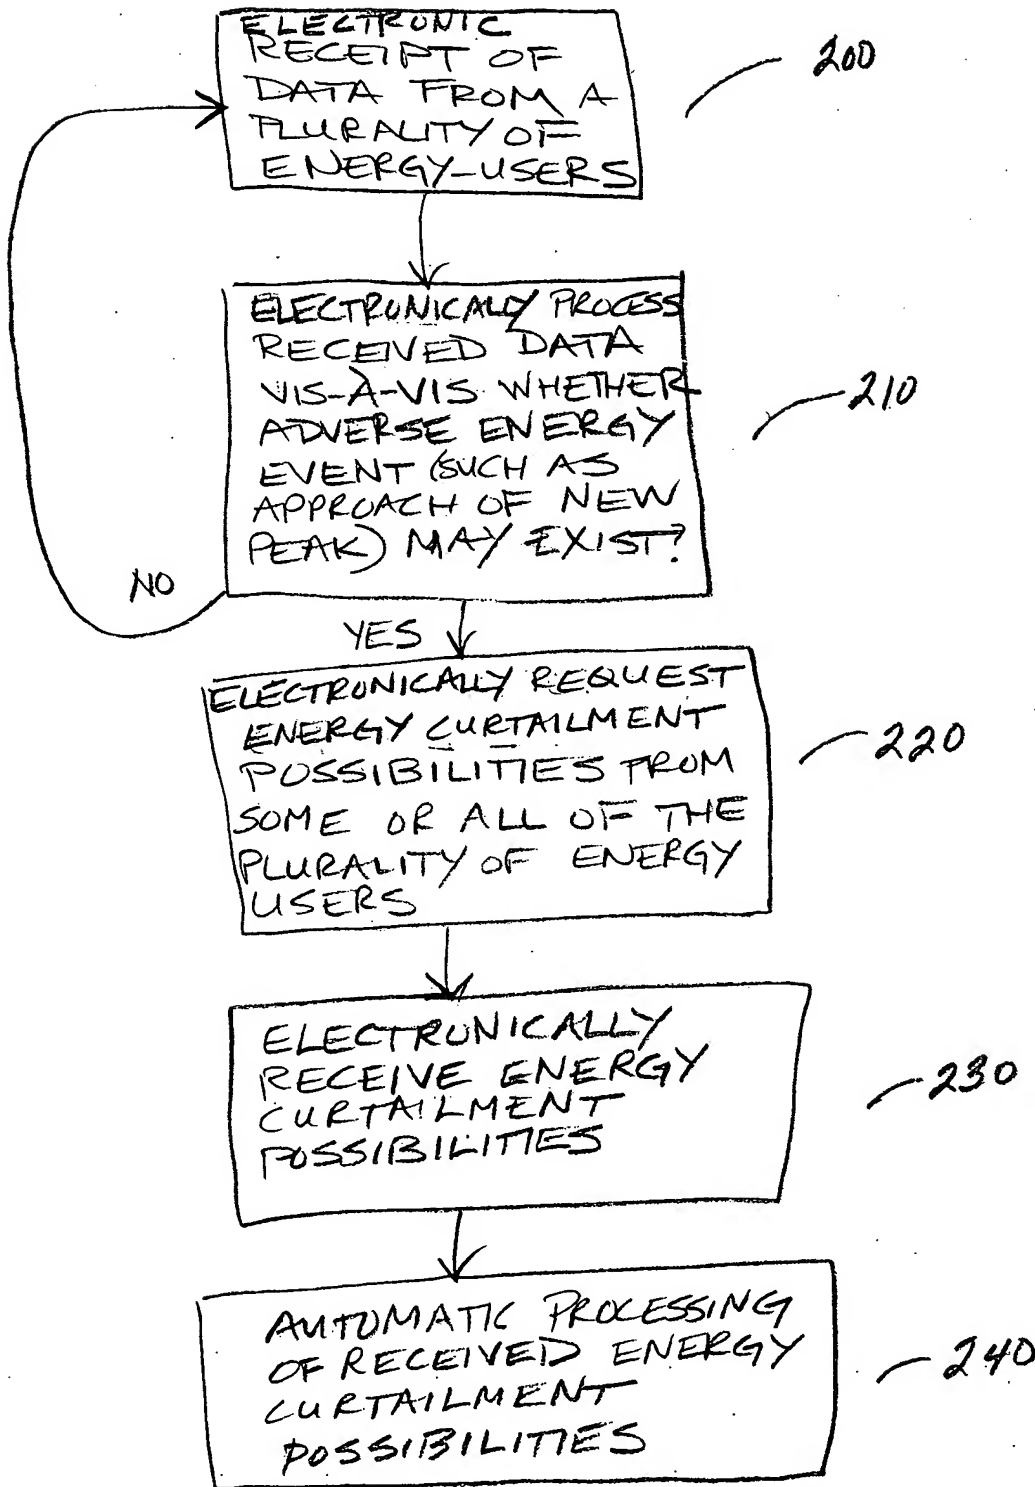 ELECTRONIC
RECEIPT OF
DATA FROM A
PLURALITY OF
ENERGY-USERS
200
ELECTRONICALLY PROCESS
RECEIVED DATA
VIS-À-VIS WHETHER
ADVERSE ENERGY
EVENT (SUCH AS
APPROACH OF NEW
PEAK) MAY EXIST?
210
NO
YES
ELECTRONICALLY REQUEST
ENERGY CURTAILMENT
POSSIBILITIES FROM
SOME OR ALL OF THE
PLURALITY OF ENERGY
USERS
220
ELECTRONICALLY
RECEIVE ENERGY
CURTAILMENT
POSSIBILITIES
230
AUTOMATIC PROCESSING
OF RECEIVED ENERGY
CURTAILMENT
POSSIBILITIES
240